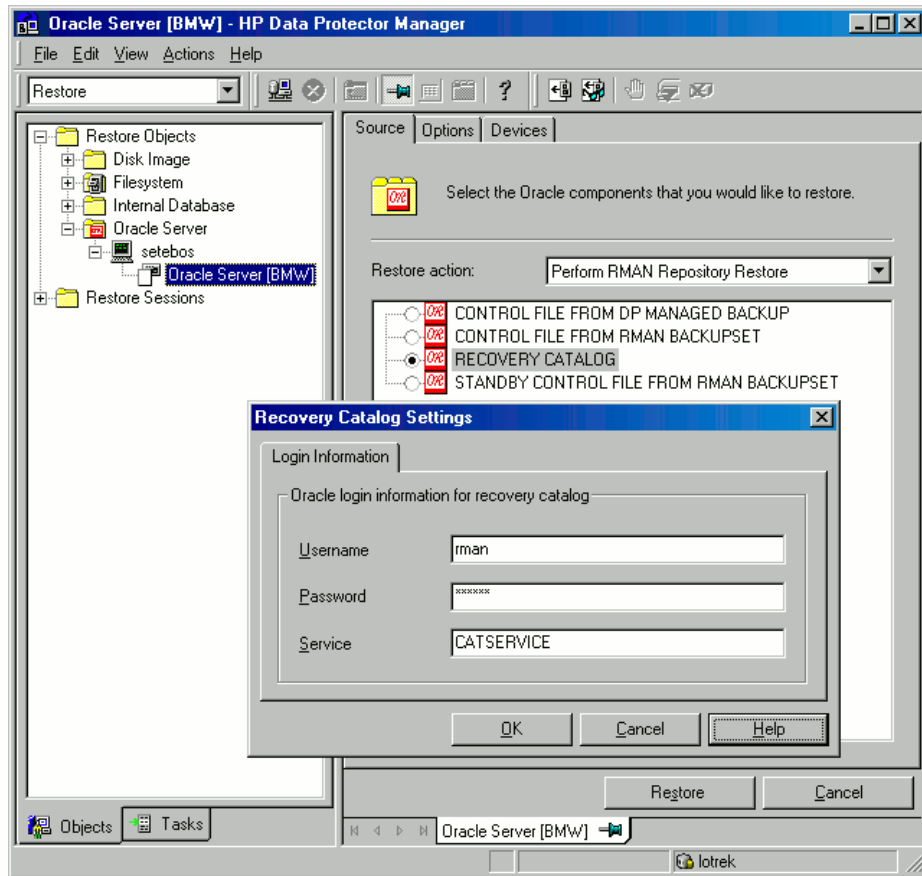 Oracle Server [BMW] - HP Data Protector Manager
File Edit View Actions Help
Restore
Source Options Devices
Restore Objects
Disk Image
Filesystem
Internal Database
Oracle Server
setebos
Oracle Server [BMW]
Restore Sessions
Select the Oracle components that you would like to restore.
Restore action: Perform RMAN Repository Restore
CONTROL FILE FROM DP MANAGED BACKUP
CONTROL FILE FROM RMAN BACKUPSET
RECOVERY CATALOG
STANDBY CONTROL FILE FROM RMAN BACKUPSET
Recovery Catalog Settings
Login Information
Oracle login information for recovery catalog
Username rman
Password ******
Service CATSERVICE
OK Cancel Help
Restore Cancel
Objects Tasks
Oracle Server [BMW]
lotrek